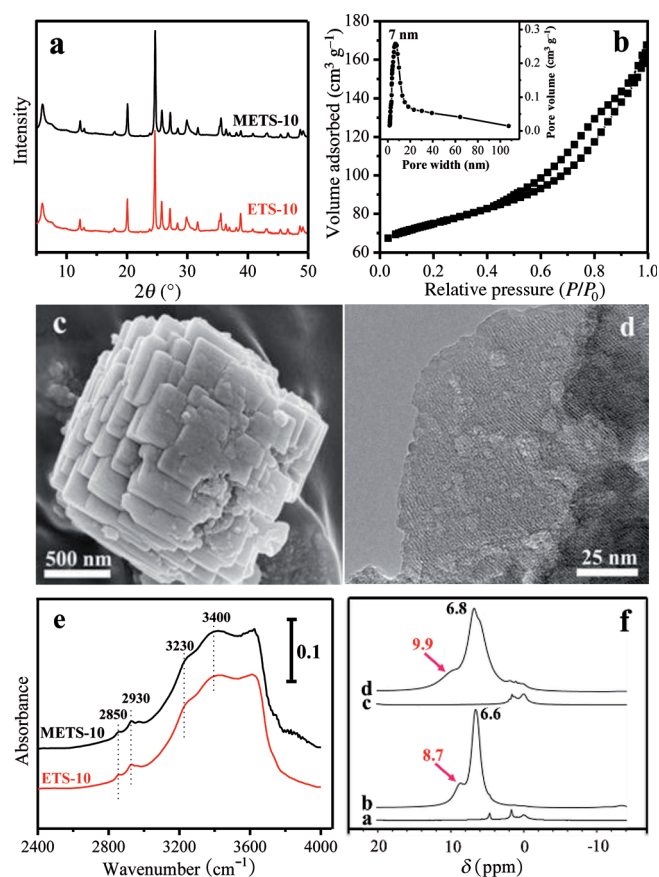 a
METS-10
ETS-10
Intensity
10 20 30 40 50
2θ (°)
b
7 nm
0.3
0.2
0.1
0.0
Pore volume (cm³ g⁻¹)
0 20 40 60 80 100
Pore width (nm)
180
160
140
120
100
80
60
Volume adsorbed (cm³ g⁻¹)
0.0 0.2 0.4 0.6 0.8 1.0
Relative pressure (P/P₀)
c
500 nm
d
25 nm
e
3400
3230
2930
2850
0.1
METS-10
ETS-10
Absorbance
2400 2800 3200 3600 4000
Wavenumber (cm⁻¹)
f
6.8
9.9
d
c
6.6
8.7
b
a
20 10 0 -10
δ (ppm)